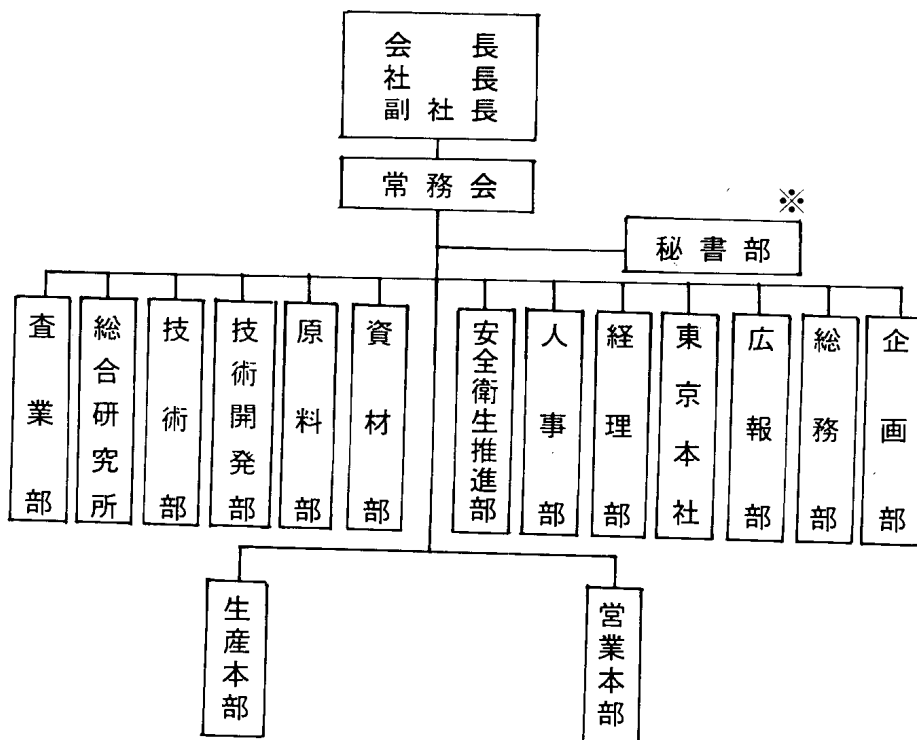 会長
社長
副社長
常務会
※
秘書部
査業部
総合研究所
技術部
技術開発部
原料部
資材部
安全衛生推進部
人事部
経理部
東京本社
広報部
総務部
企画部
生産本部
営業本部